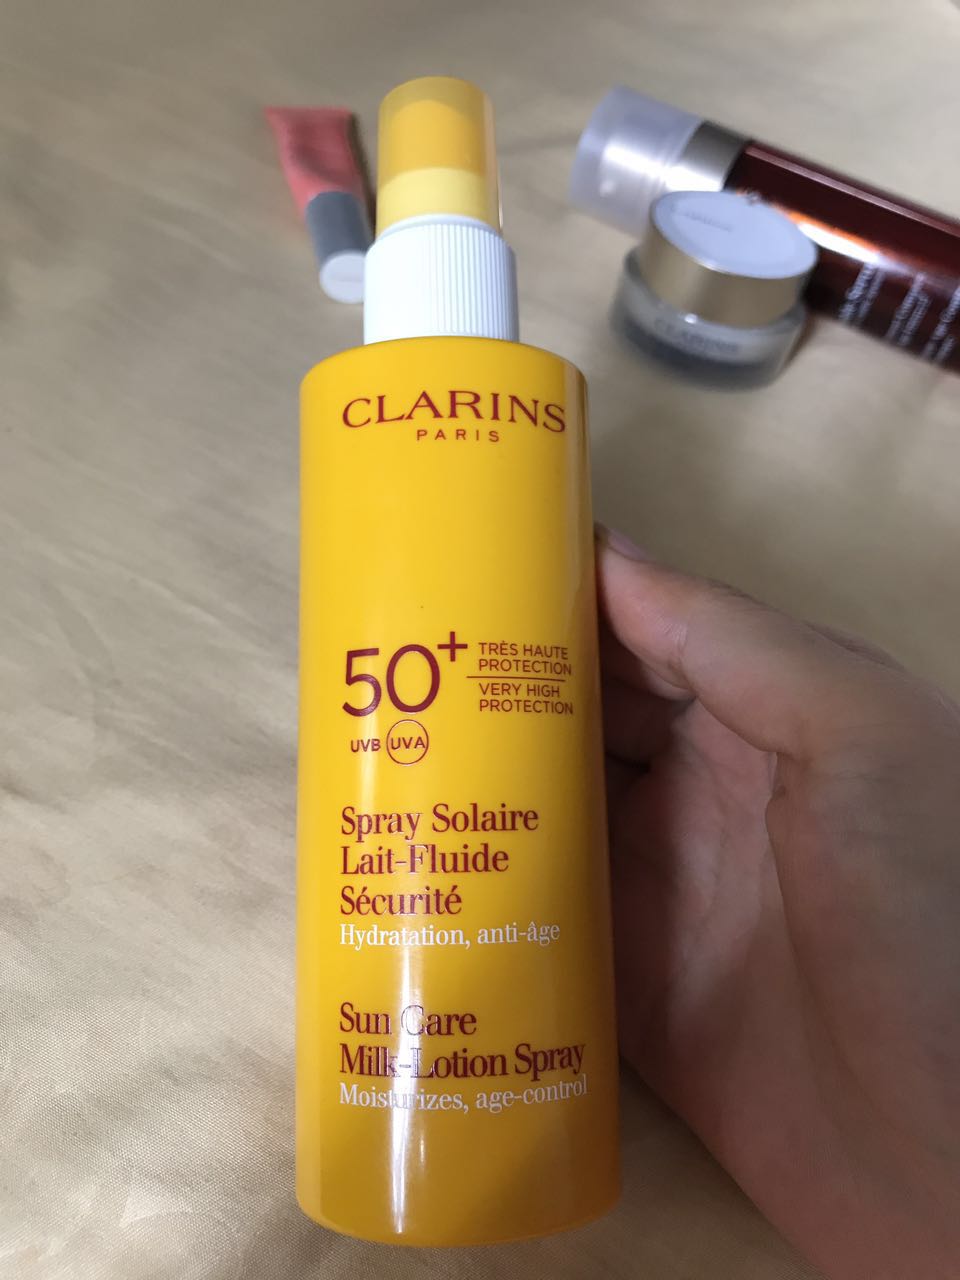 CLARINS
PARIS
50+
TRÈS HAUTE
PROTECTION
VERY HIGH
PROTECTION
UVB UVA
Spray Solaire
Lait-Fluide
Sécurité
Hydratation, anti-âge
Sun Care
Milk-Lotion Spray
Moisturizes, age-control
CLARINS